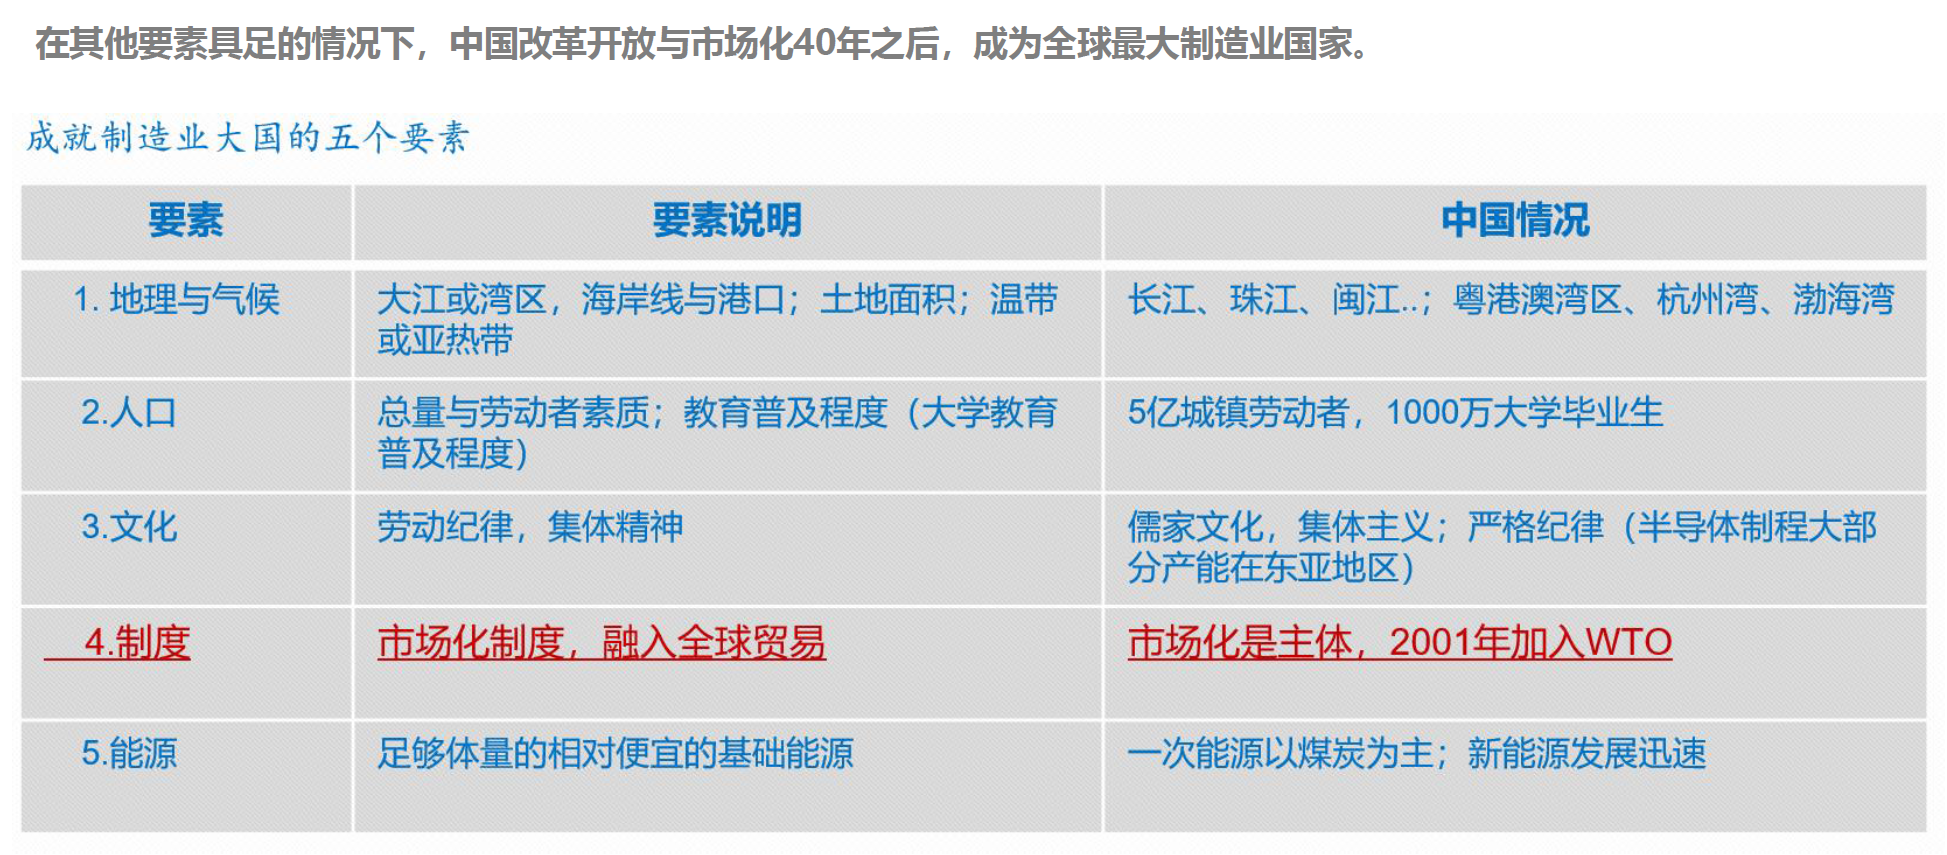 在其他要素具足的情况下，中国改革开放与市场化40年之后，成为全球最大制造业国家。
成就制造业大国的五个要素
要素 要素说明 中国情况
1. 地理与气候 大江或湾区，海岸线与港口；土地面积；温带 长江、珠江、闽江..；粤港澳湾区、杭州湾、渤海湾
或亚热带
2.人口 总量与劳动者素质；教育普及程度（大学教育 5亿城镇劳动者，1000万大学毕业生
普及程度）
3.文化 劳动纪律，集体精神 儒家文化，集体主义；严格纪律（半导体制程大部
分产能在东亚地区）
4.制度 市场化制度，融入全球贸易 市场化是主体，2001年加入WTO
5.能源 足够体量的相对便宜的基础能源 一次能源以煤炭为主；新能源发展迅速